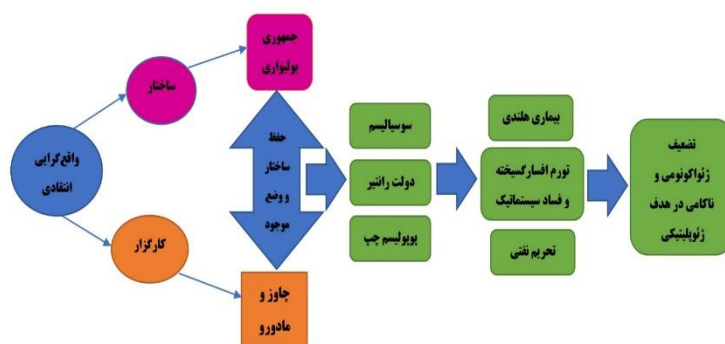 واقع‌گرایی
انتقادی
ساختار
کارگزار
جمهوری
بولیواری
حفظ
ساختار
و وضع
موجود
چاوز و
مادورو
سوسیالیسم
دولت رانتیر
پوپولیسم چپ
بیماری هلندی
تورم افسارگسیخته
و فساد سیستماتیک
تحریم نفتی
تضعیف
ژئواکونومی و
ناکامی در هدف
ژئوپلیتیکی